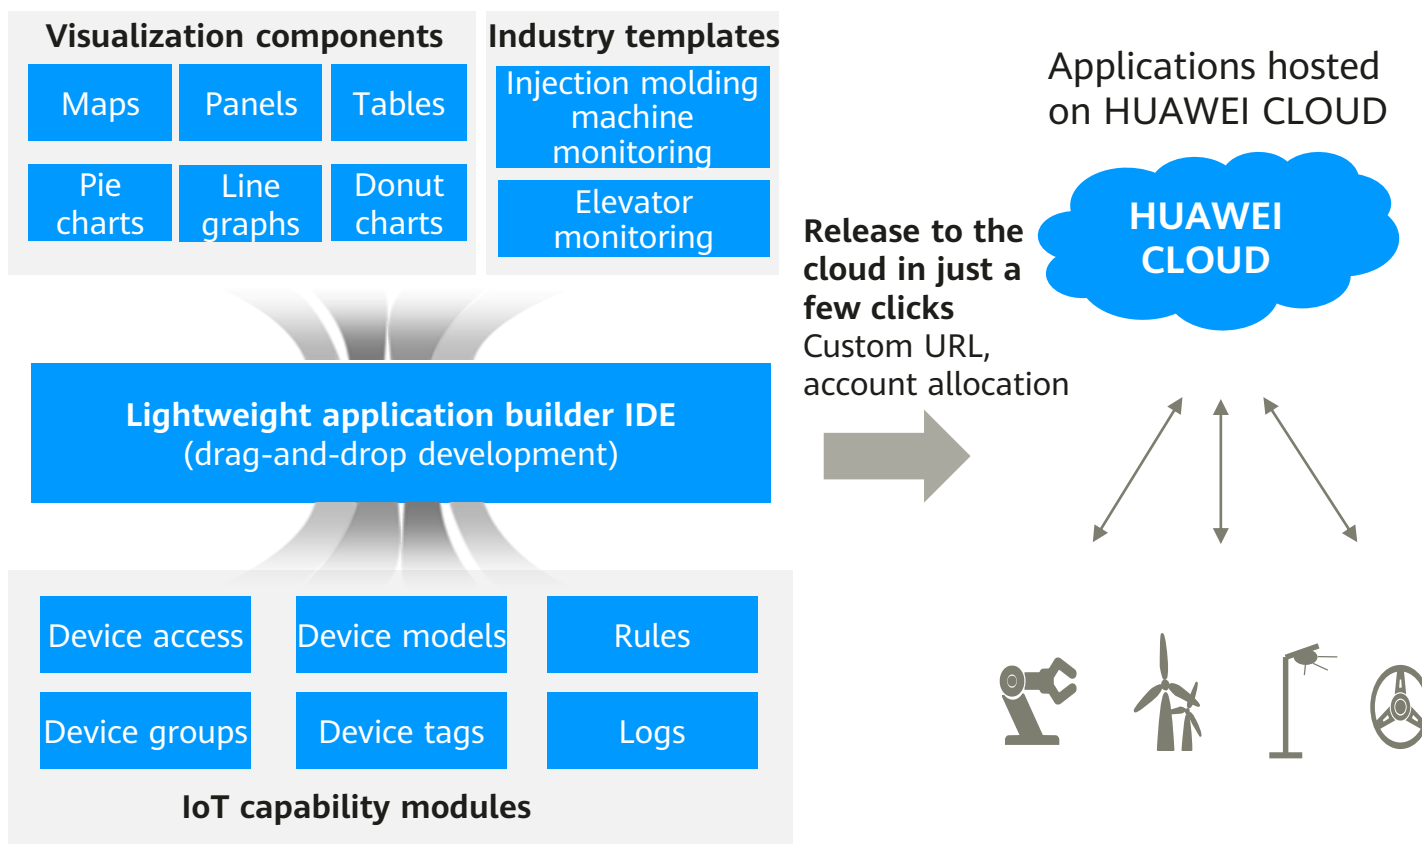 Visualization components
Maps
Panels
Tables
Pie
charts
Line
graphs
Donut
charts
Industry templates
Injection molding
machine
monitoring
Elevator
monitoring
Lightweight application builder IDE
(drag-and-drop development)
Device access
Device models
Rules
Device groups
Device tags
Logs
IoT capability modules
Release to the
cloud in just a
few clicks
Custom URL,
account allocation
Applications hosted
on HUAWEI CLOUD
HUAWEI
CLOUD